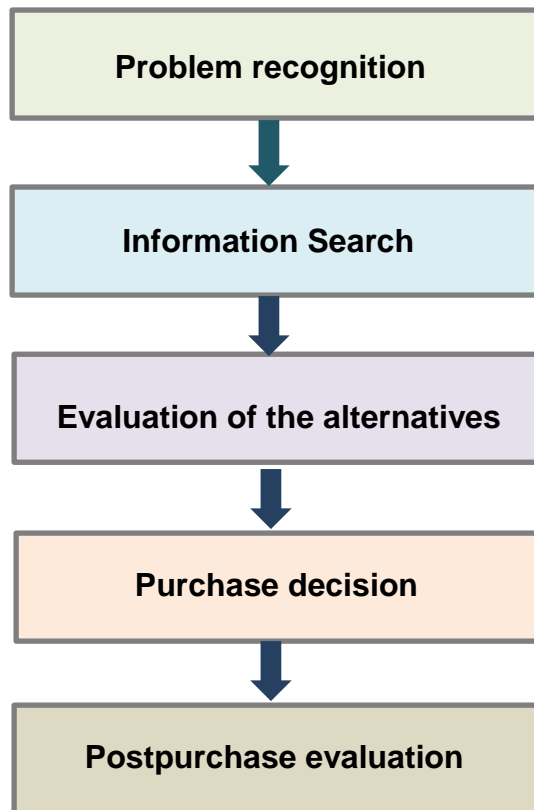 Problem recognition
Information Search
Evaluation of the alternatives
Purchase decision
Postpurchase evaluation